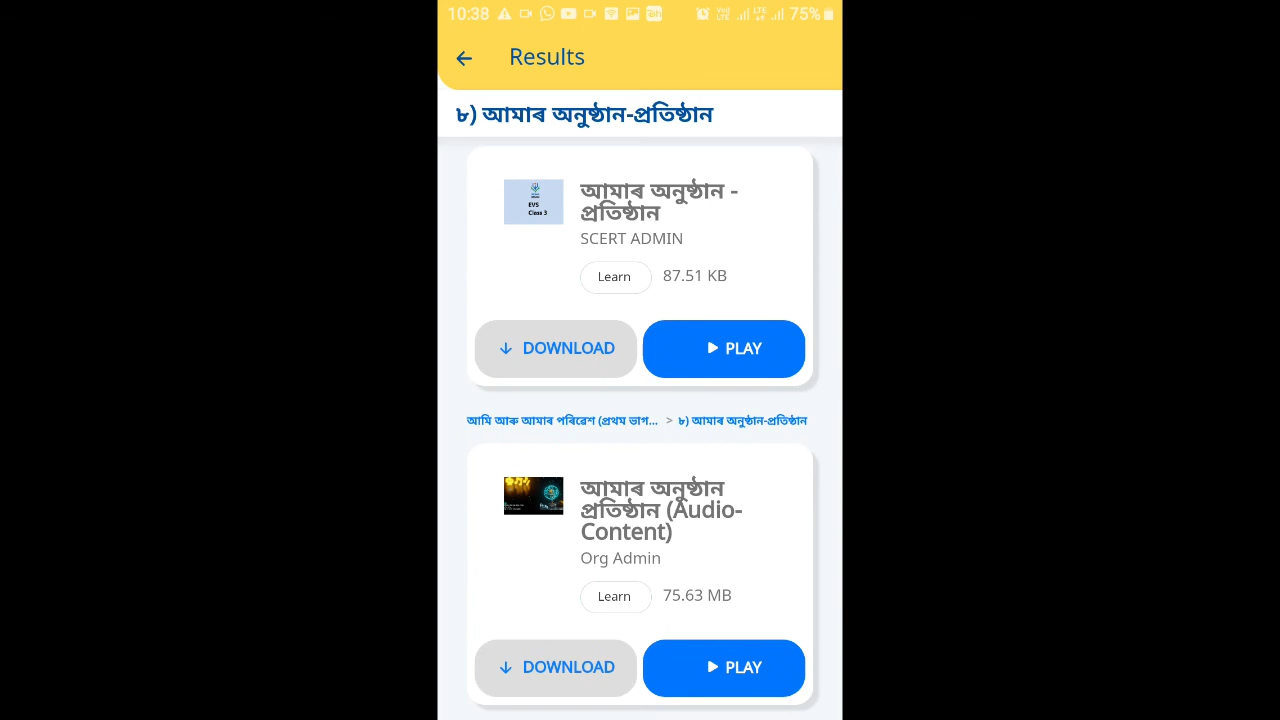 10:38 75%
Results
৮) আমাৰ অনুষ্ঠান-প্ৰতিষ্ঠান
EVS
Class 3
আমাৰ অনুষ্ঠান -
প্ৰতিষ্ঠান
SCERT ADMIN
Learn 87.51 KB
DOWNLOAD PLAY
আমি আৰু আমাৰ পৰিৱেশ (প্ৰথম ভাগ... > ৮) আমাৰ অনুষ্ঠান-প্ৰতিষ্ঠান
আমাৰ অনুষ্ঠান
প্ৰতিষ্ঠান (Audio-
Content)
Org Admin
Learn 75.63 MB
DOWNLOAD PLAY